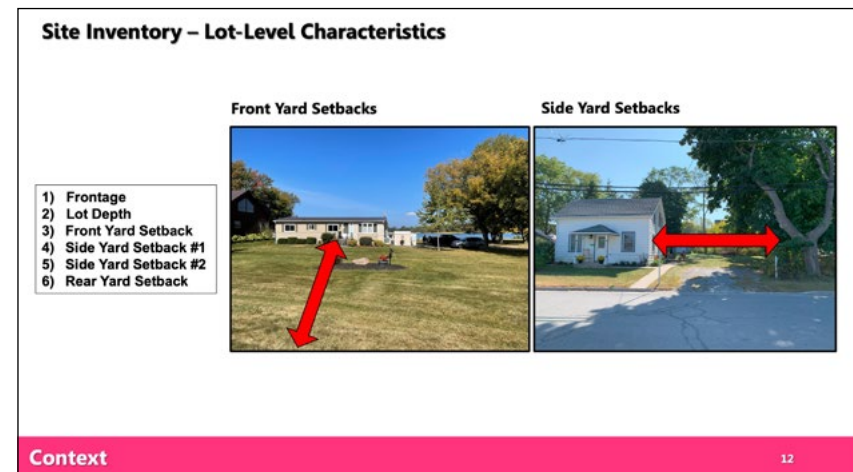 Site Inventory – Lot-Level Characteristics
Front Yard Setbacks
Side Yard Setbacks
1) Frontage
2) Lot Depth
3) Front Yard Setback
4) Side Yard Setback #1
5) Side Yard Setback #2
6) Rear Yard Setback
Context
12